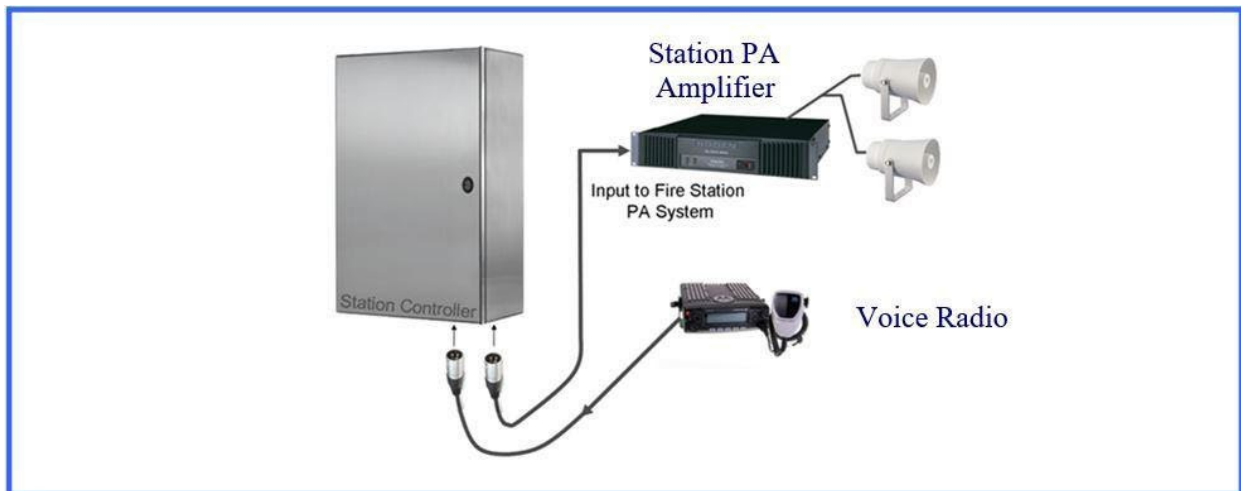 Station PA
Amplifier
Input to Fire Station
PA System
Station Controller
Voice Radio